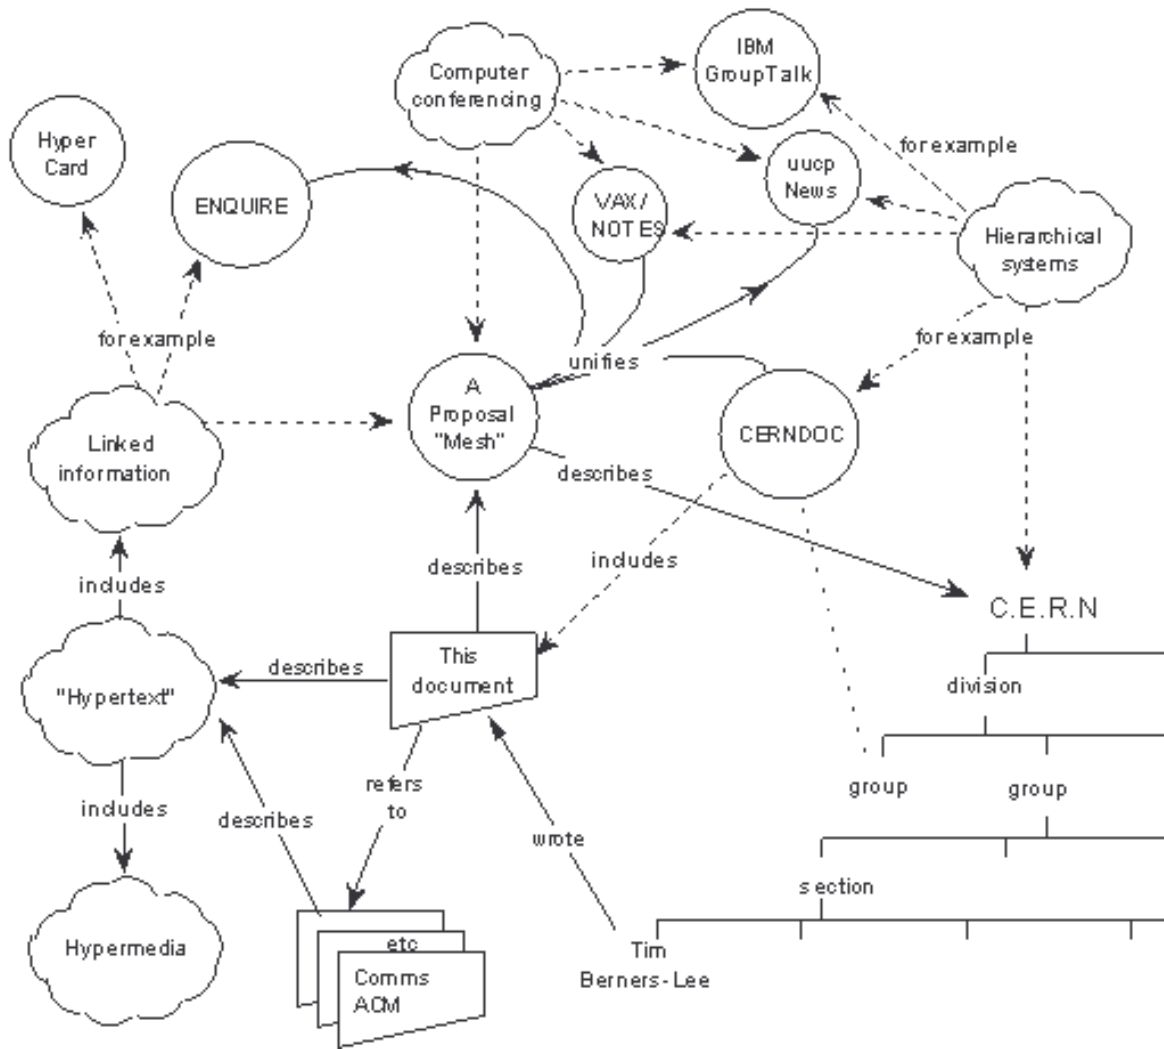 IBM
GroupTalk
Computer
conferencing
Hyper
Card
for example
uucp
News
ENQUIRE
VAX/
NOTES
Hierarchical
systems
for example
for example
unifies
A
Proposal
"Mesh"
CERNDOC
Linked
information
describes
includes
describes
includes
C.E.R.N
This
document
describes
"Hypertext"
division
refers
to
includes
describes
group
group
wrote
section
Hypermedia
etc
Tim
Berners-Lee
Comms
ACM